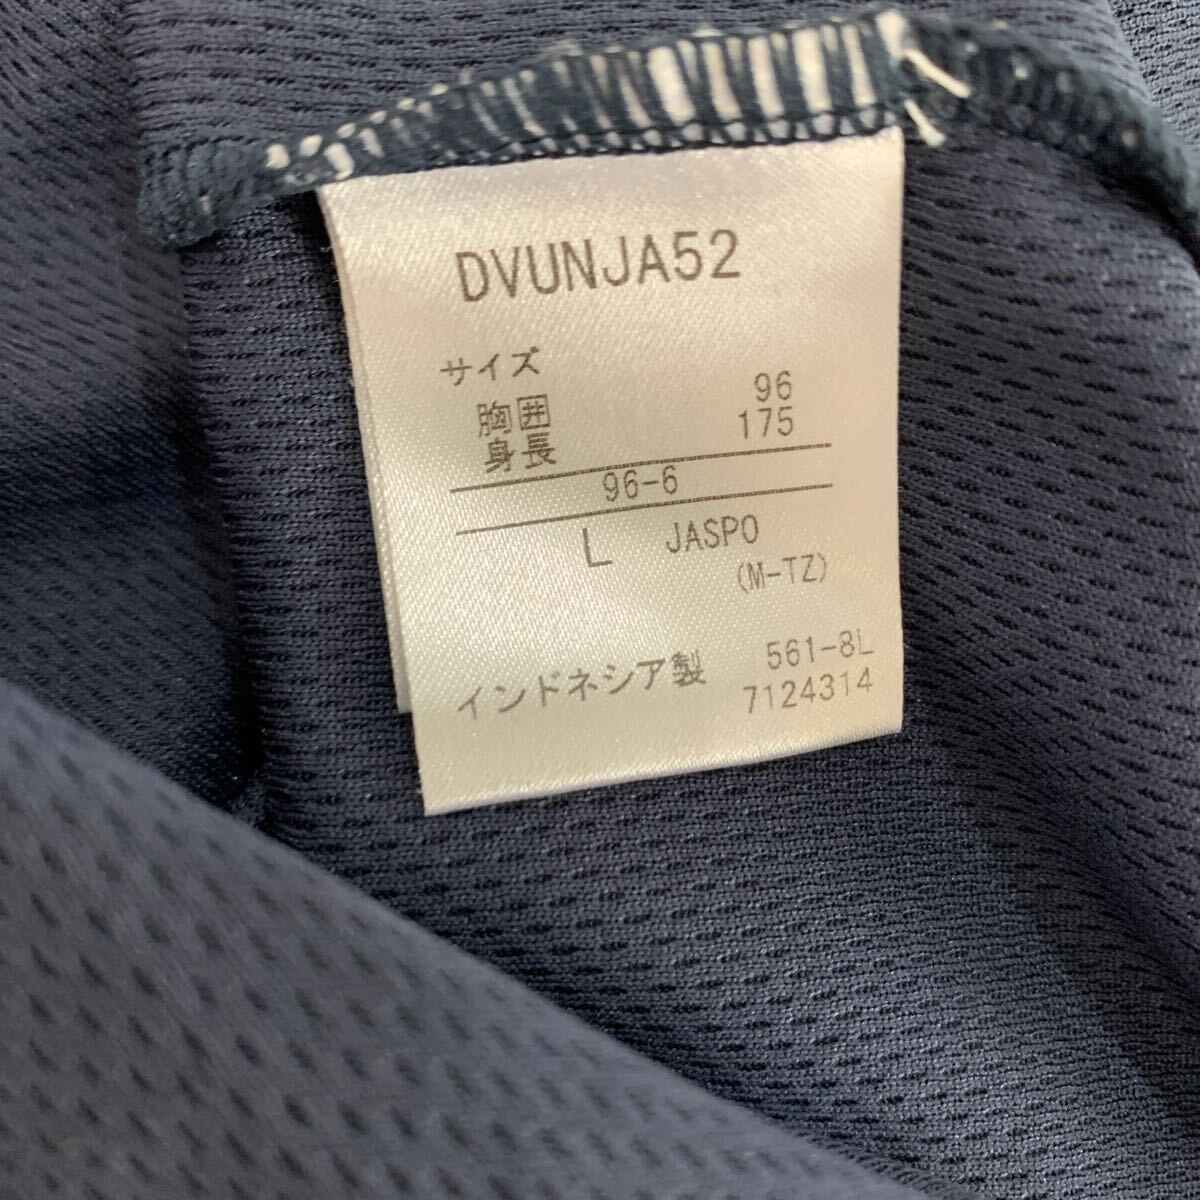 DVUNJA52
サイズ
胸囲 96
身長 175
96-6
L JASPO
(M-TZ)
インドネシア製 561-8L
7124314